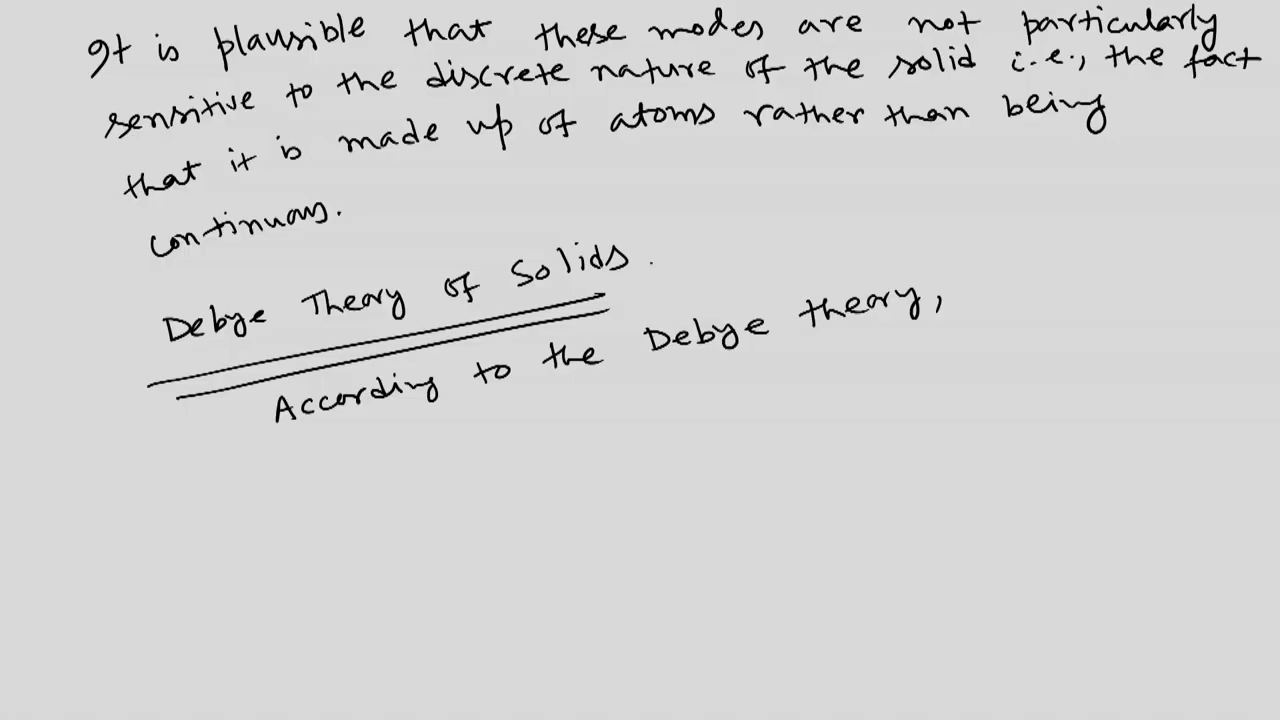 It is plausible that these modes are not particularly
sensitive to the discrete nature of the solid i.e., the fact
that it is made up of atoms rather than being
continuous.
Debye Theory of Solids.
According to the Debye theory,